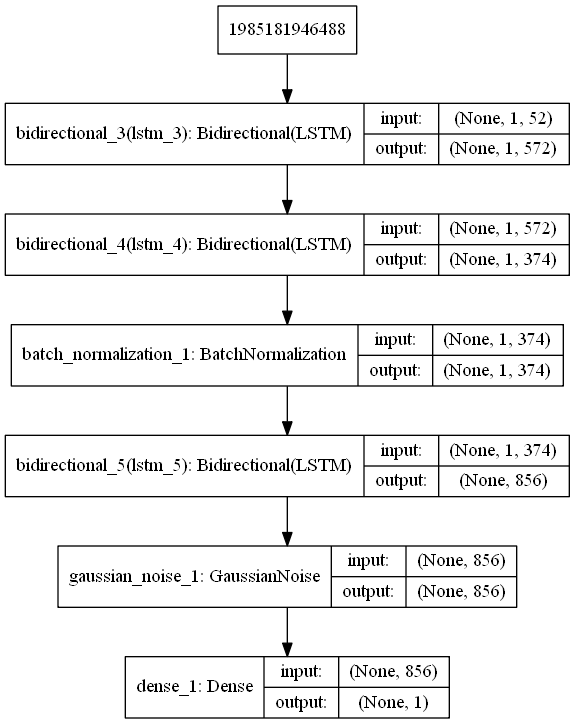 1985181946488
bidirectional_3(lstm_3): Bidirectional(LSTM)
input: (None, 1, 52)
output: (None, 1, 572)
bidirectional_4(lstm_4): Bidirectional(LSTM)
input: (None, 1, 572)
output: (None, 1, 374)
batch_normalization_1: BatchNormalization
input: (None, 1, 374)
output: (None, 1, 374)
bidirectional_5(lstm_5): Bidirectional(LSTM)
input: (None, 1, 374)
output: (None, 856)
gaussian_noise_1: GaussianNoise
input: (None, 856)
output: (None, 856)
dense_1: Dense
input: (None, 856)
output: (None, 1)